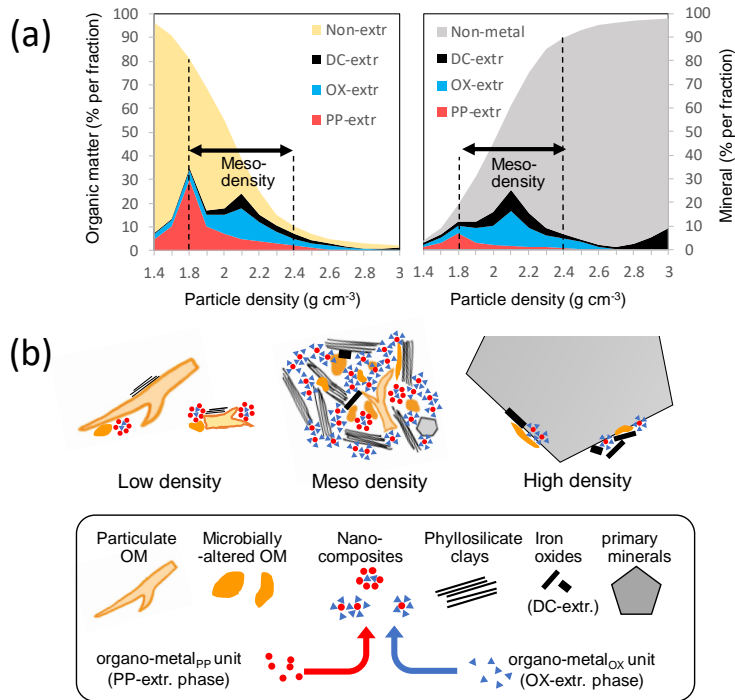 (a)
100
90
80
70
60
50
40
30
20
10
0
Organic matter (% per fraction)
Non-extr
DC-extr
OX-extr
PP-extr
Meso-
density
1.4 1.8 2 2.2 2.4 2.6 2.8 3
Particle density (g cm-3)
Non-metal
DC-extr
OX-extr
PP-extr
Meso-
density
1.4 1.8 2 2.2 2.4 2.6 2.8 3
Particle density (g cm-3)
100
90
80
70
60
50
40
30
20
10
0
Mineral (% per fraction)
(b)
Low density
Meso density
High density
Particulate
OM
Microbially
-altered OM
Nano-
composites
Phyllosilicate
clays
Iron
oxides
(DC-extr.)
primary
minerals
organo-metalPP unit
(PP-extr. phase)
organo-metalOX unit
(OX-extr. phase)